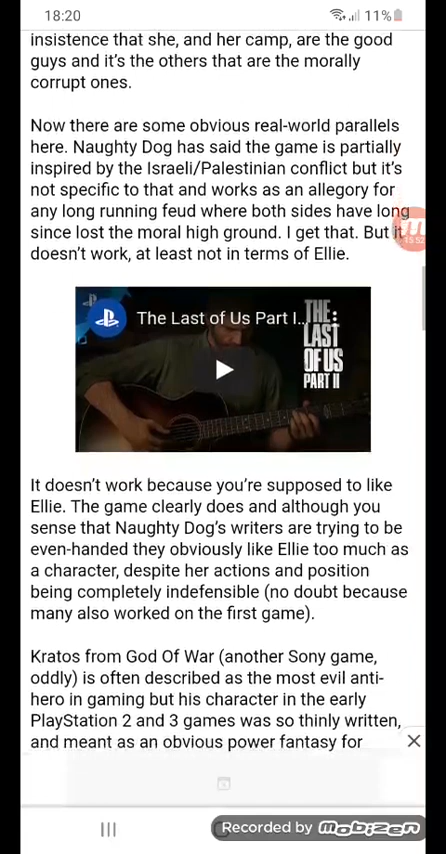 18:20
11%
insistence that she, and her camp, are the good
guys and it's the others that are the morally
corrupt ones.
Now there are some obvious real-world parallels
here. Naughty Dog has said the game is partially
inspired by the Israeli/Palestinian conflict but it's
not specific to that and works as an allegory for
any long running feud where both sides have long
since lost the moral high ground. I get that. But it
doesn't work, at least not in terms of Ellie.
The Last of Us Part I...
THE
LAST
OF US
PART II
It doesn't work because you're supposed to like
Ellie. The game clearly does and although you
sense that Naughty Dog's writers are trying to be
even-handed they obviously like Ellie too much as
a character, despite her actions and position
being completely indefensible (no doubt because
many also worked on the first game).
Kratos from God Of War (another Sony game,
oddly) is often described as the most evil anti-
hero in gaming but his character in the early
PlayStation 2 and 3 games was so thinly written,
and meant as an obvious power fantasy for
Recorded by mobizen